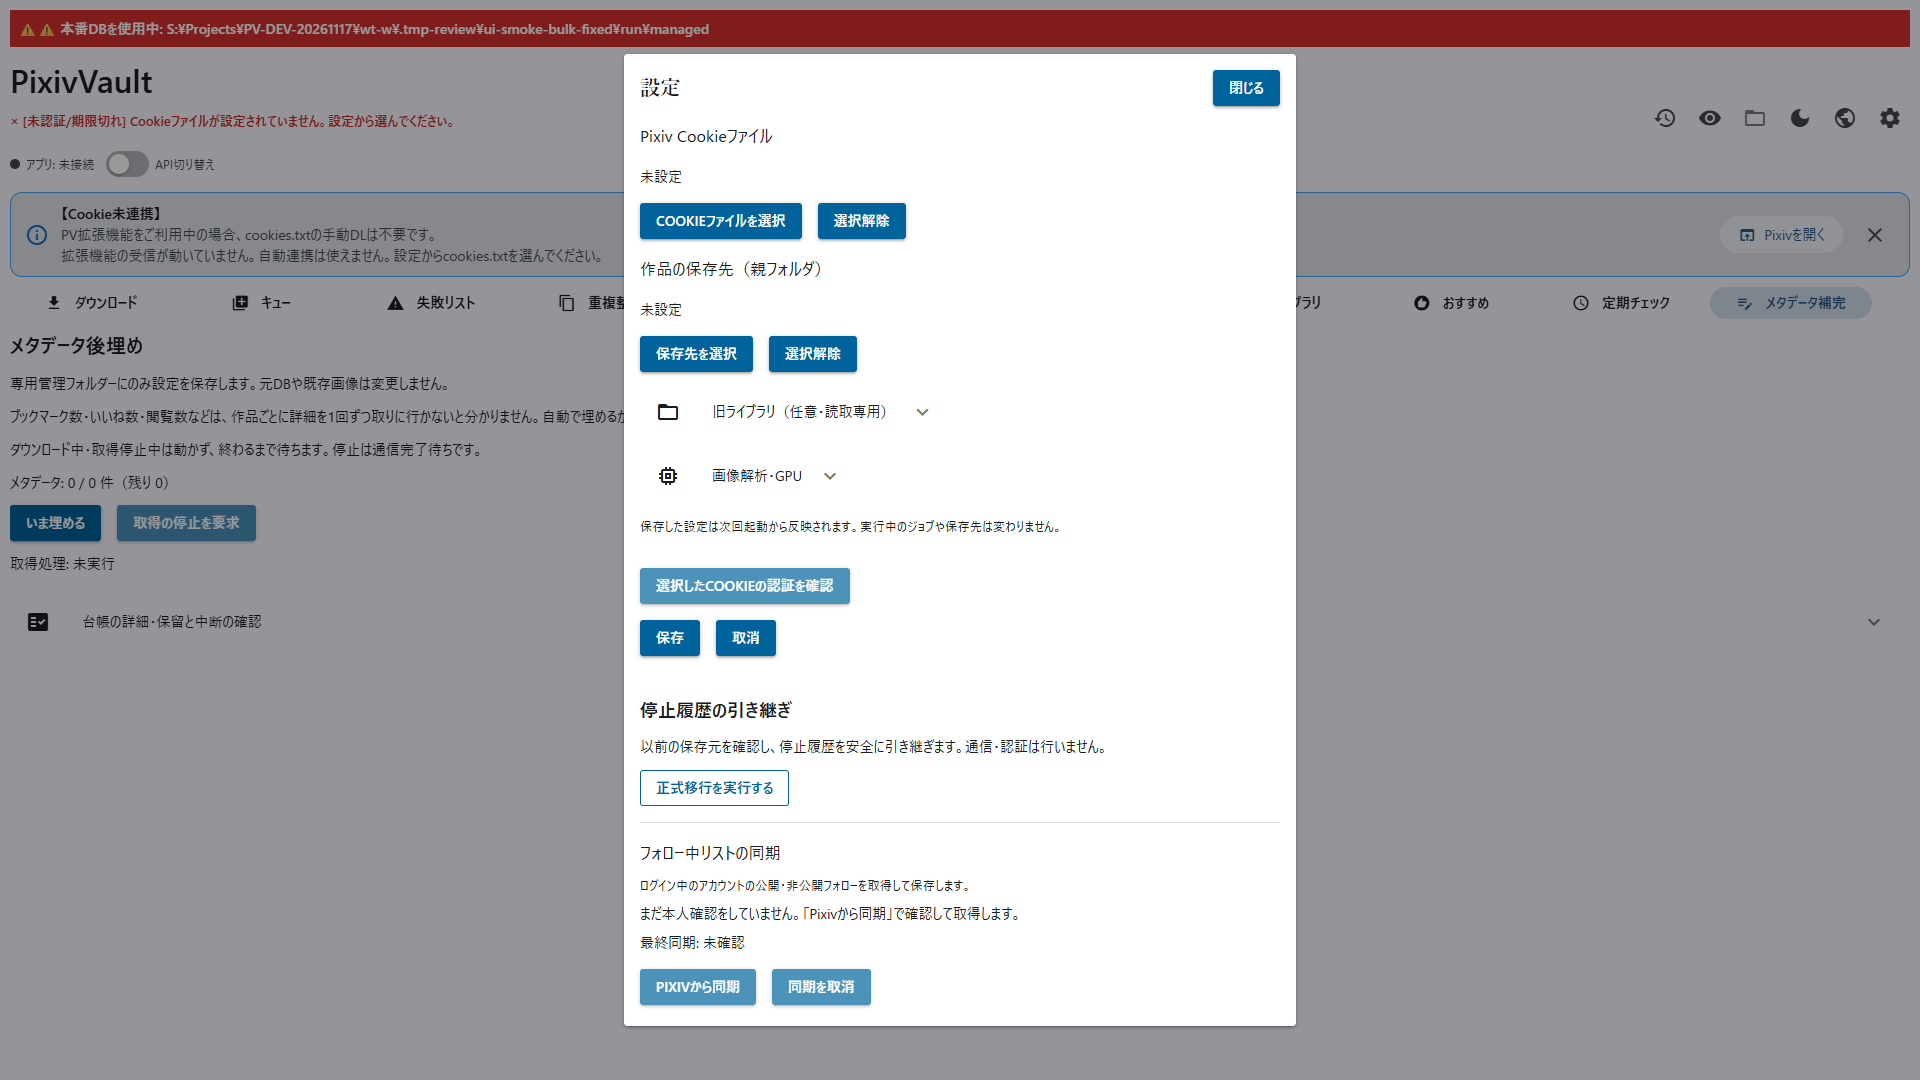 本番DBを使用中: S:¥Projects¥PV-DEV-20261117¥wt-w¥.tmp-review¥ui-smoke-bulk-fixed¥run¥managed
PixivVault
× [未認証/期限切れ] Cookieファイルが設定されていません。設定から選んでください。
アプリ: 未接続
API切り替え
【Cookie未連携】
PV拡張機能をご利用中の場合、cookies.txtの手動DLは不要です。
拡張機能の受信が動いていません。自動連携は使えません。設定からcookies.txtを選んでください。
Pixivを開く
ダウンロード
キュー
失敗リスト
重複整
ブラリ
おすすめ
定期チェック
メタデータ補完
メタデータ後埋め
専用管理フォルダーにのみ設定を保存します。元DBや既存画像は変更しません。
ブックマーク数・いいね数・閲覧数などは、作品ごとに詳細を1回ずつ取りに行かないと分かりません。自動で埋めるか
ダウンロード中・取得停止中は動かず、終わるまで待ちます。停止は通信完了待ちです。
メタデータ: 0 / 0 件（残り 0）
いま埋める
取得の停止を要求
取得処理: 未実行
台帳の詳細・保留と中断の確認
設定
閉じる
Pixiv Cookieファイル
未設定
COOKIEファイルを選択
選択解除
作品の保存先（親フォルダ）
未設定
保存先を選択
選択解除
旧ライブラリ（任意・読取専用）
画像解析・GPU
保存した設定は次回起動から反映されます。実行中のジョブや保存先は変わりません。
選択したCOOKIEの認証を確認
保存
取消
停止履歴の引き継ぎ
以前の保存元を確認し、停止履歴を安全に引き継ぎます。通信・認証は行いません。
正式移行を実行する
フォロー中リストの同期
ログイン中のアカウントの公開・非公開フォローを取得して保存します。
まだ本人確認をしていません。「Pixivから同期」で確認して取得します。
最終同期: 未確認
PIXIVから同期
同期を取消